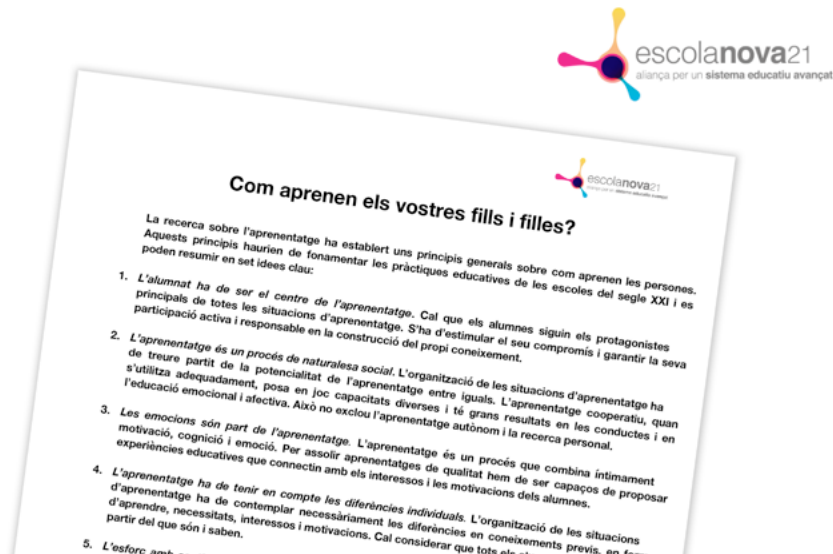 escolanova21
aliança per un sistema educatiu avançat
escolanova21
aliança per un sistema educatiu avançat
Com aprenen els vostres fills i filles?
La recerca sobre l'aprenentatge ha establert uns principis generals sobre com aprenen les persones.
Aquests principis haurien de fonamentar les pràctiques educatives de les escoles del segle XXI i es
poden resumir en set idees clau:
1. L'alumnat ha de ser el centre de l'aprenentatge. Cal que els alumnes siguin els protagonistes
principals de totes les situacions d'aprenentatge. S'ha d'estimular el seu compromís i garantir la seva
participació activa i responsable en la construcció del propi coneixement.
2. L'aprenentatge és un procés de naturalesa social. L'organització de les situacions d'aprenentatge ha
de treure partit de la potencialitat de l'aprenentatge entre iguals. L'aprenentatge cooperatiu, quan
s'utilitza adequadament, posa en joc capacitats diverses i té grans resultats en les conductes i en
l'educació emocional i afectiva. Això no exclou l'aprenentatge autònom i la recerca personal.
3. Les emocions són part de l'aprenentatge. L'aprenentatge és un procés que combina íntimament
motivació, cognició i emoció. Per assolir aprenentatges de qualitat hem de ser capaços de proposar
experiències educatives que connectin amb els interessos i les motivacions dels alumnes.
4. L'aprenentatge ha de tenir en compte les diferències individuals. L'organització de les situacions
d'aprenentatge ha de contemplar necessàriament les diferències en coneixements previs, en
d'aprendre, necessitats, interessos i motivacions. Cal considerar que tots els
partir del que són i saben.
5. L'esforç amb